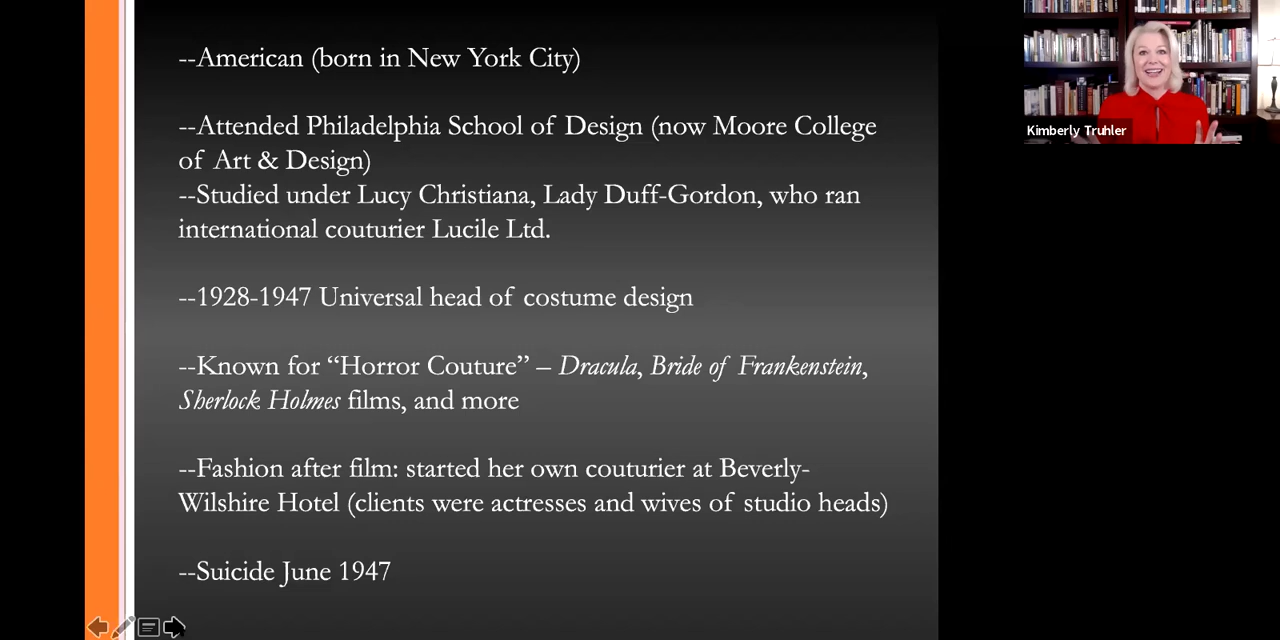 --American (born in New York City)
--Attended Philadelphia School of Design (now Moore College
of Art & Design)
--Studied under Lucy Christiana, Lady Duff-Gordon, who ran
international couturier Lucile Ltd.
--1928-1947 Universal head of costume design
--Known for “Horror Couture” – Dracula, Bride of Frankenstein,
Sherlock Holmes films, and more
--Fashion after film: started her own couturier at Beverly-
Wilshire Hotel (clients were actresses and wives of studio heads)
--Suicide June 1947
Kimberly Truhler